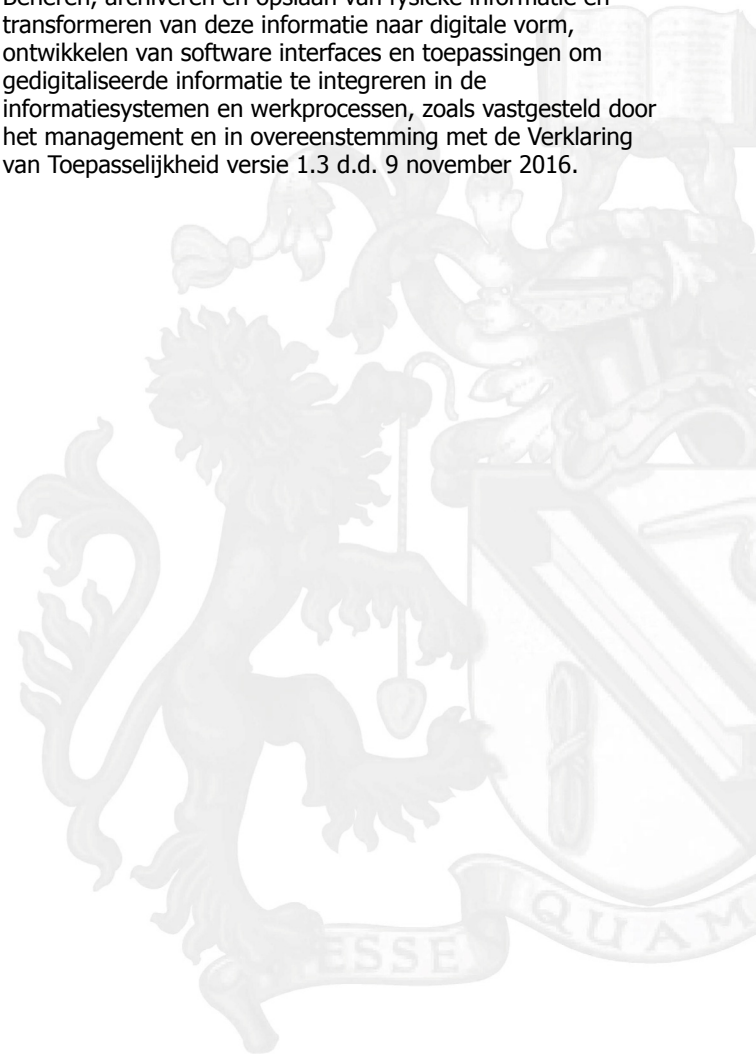 Beheren, archiveren en opslaan van fysieke informatie en
transformeren van deze informatie naar digitale vorm,
ontwikkelen van software interfaces en toepassingen om
gedigitaliseerde informatie te integreren in de
informatiesystemen en werkprocessen, zoals vastgesteld door
het management en in overeenstemming met de Verklaring
van Toepasselijkheid versie 1.3 d.d. 9 november 2016.
ESSE QUAM